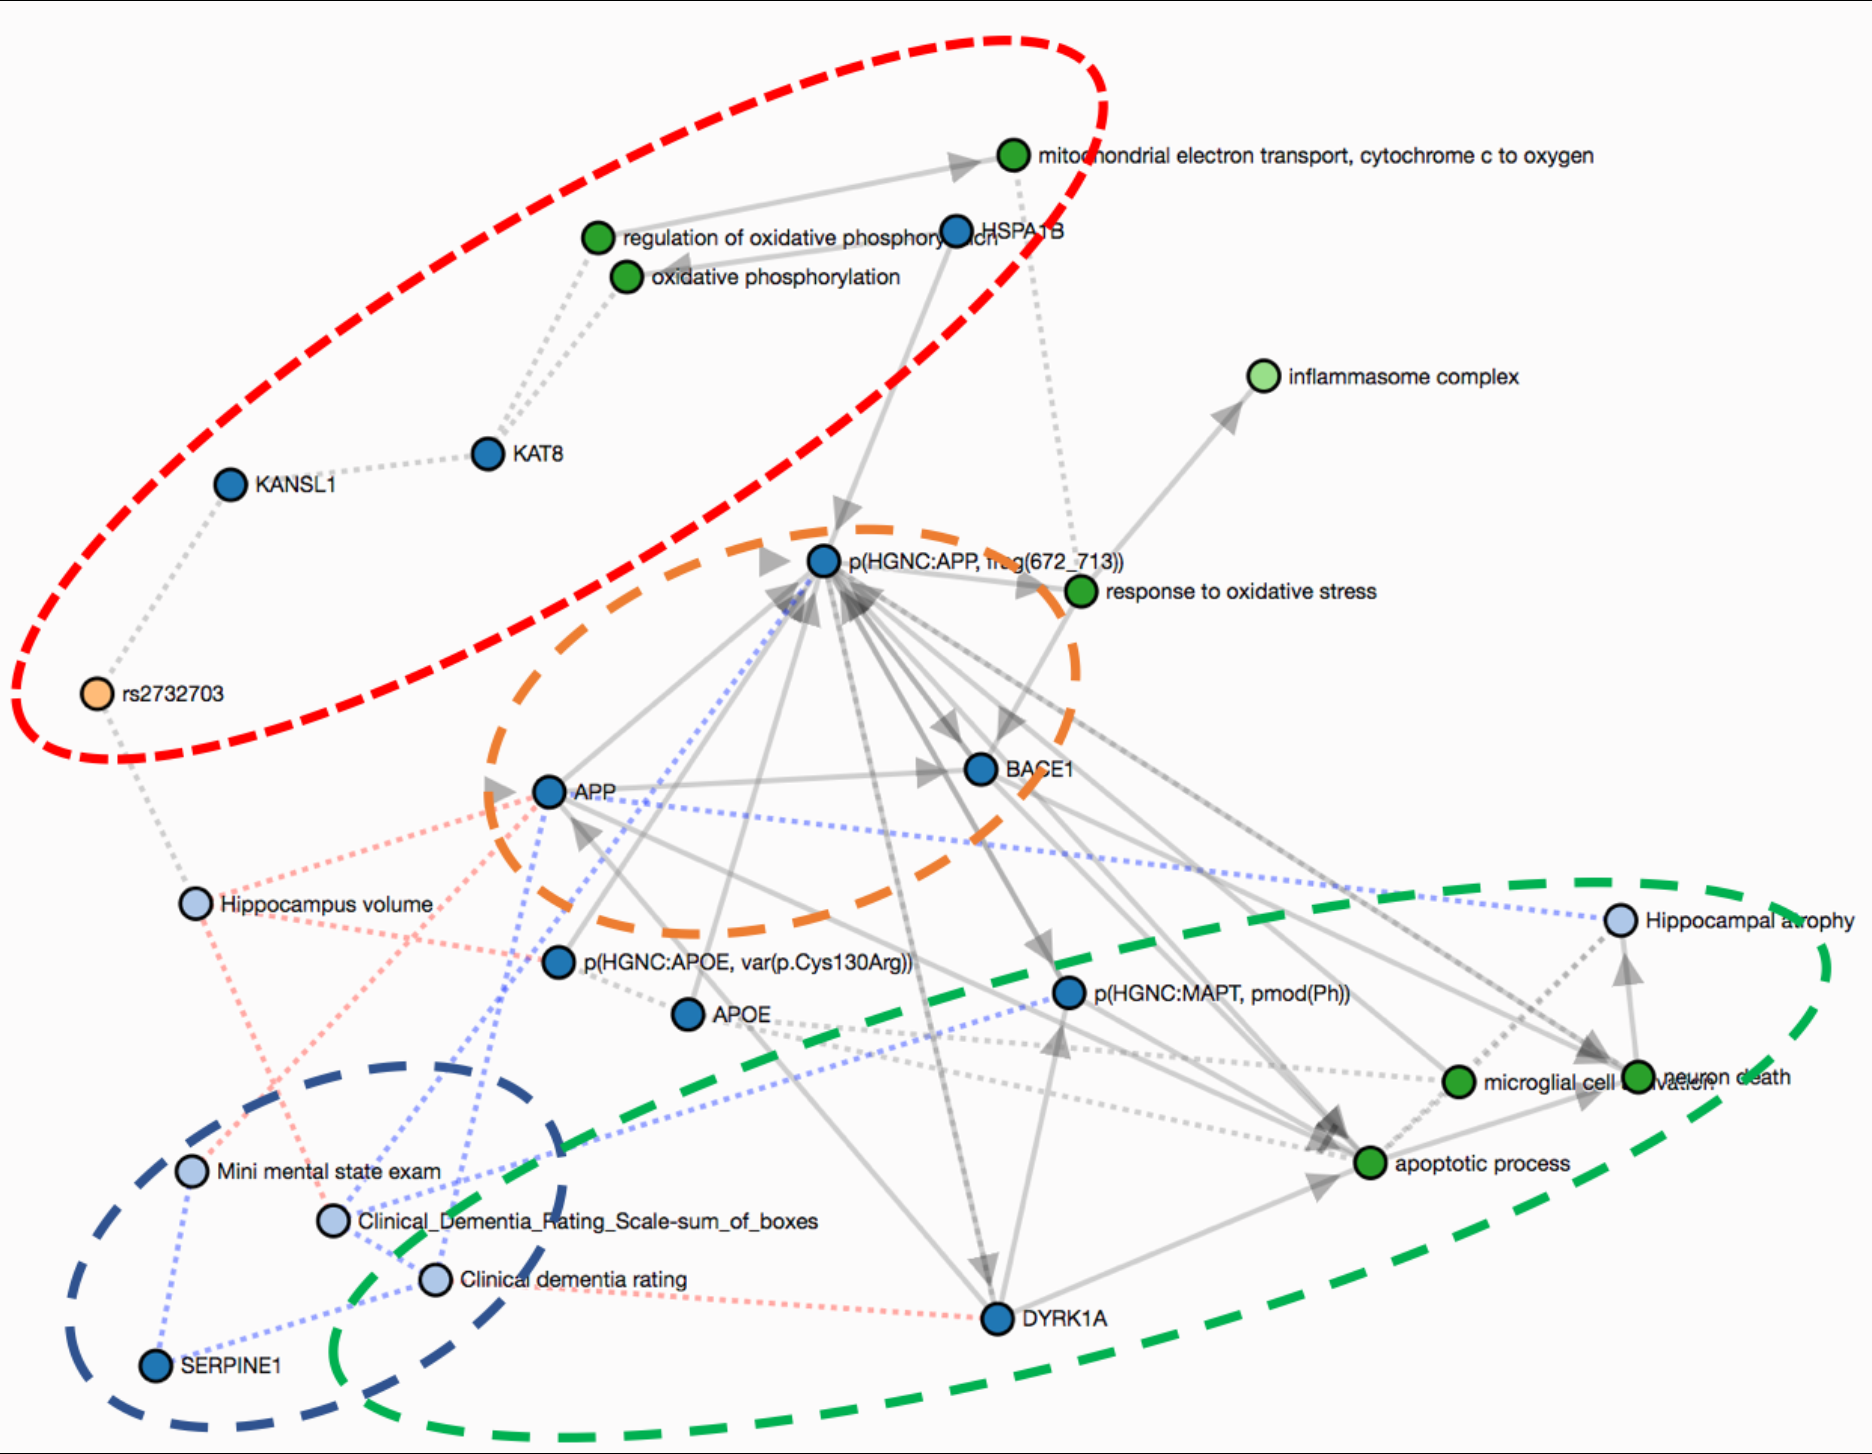 mitochondrial electron transport, cytochrome c to oxygen
HSPA1B
regulation of oxidative phosphorylation
oxidative phosphorylation
inflammasome complex
KAT8
KANSL1
p(HGNC:APP, frag(672_713))
response to oxidative stress
rs2732703
BACE1
APP
Hippocampus volume
Hippocampal atrophy
p(HGNC:APOE, var(p.Cys130Arg))
p(HGNC:MAPT, pmod(Ph))
APOE
microglial cell activation
neuron death
apoptotic process
Mini mental state exam
Clinical_Dementia_Rating_Scale-sum_of_boxes
Clinical dementia rating
DYRK1A
SERPINE1